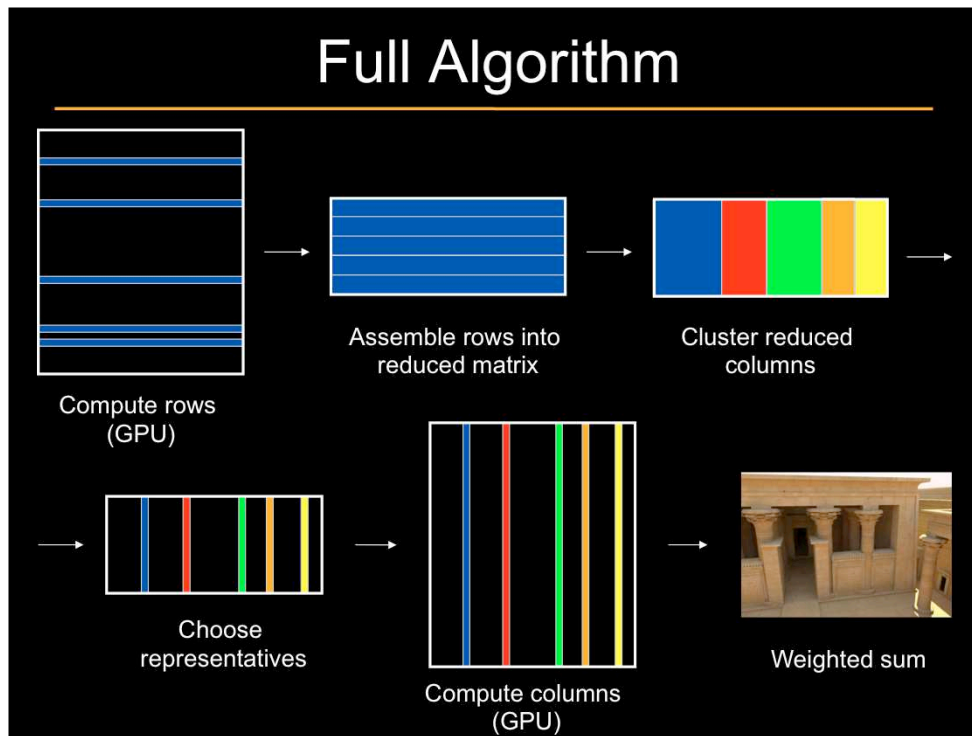 Full Algorithm
Compute rows
(GPU)
Assemble rows into
reduced matrix
Cluster reduced
columns
Choose
representatives
Compute columns
(GPU)
Weighted sum